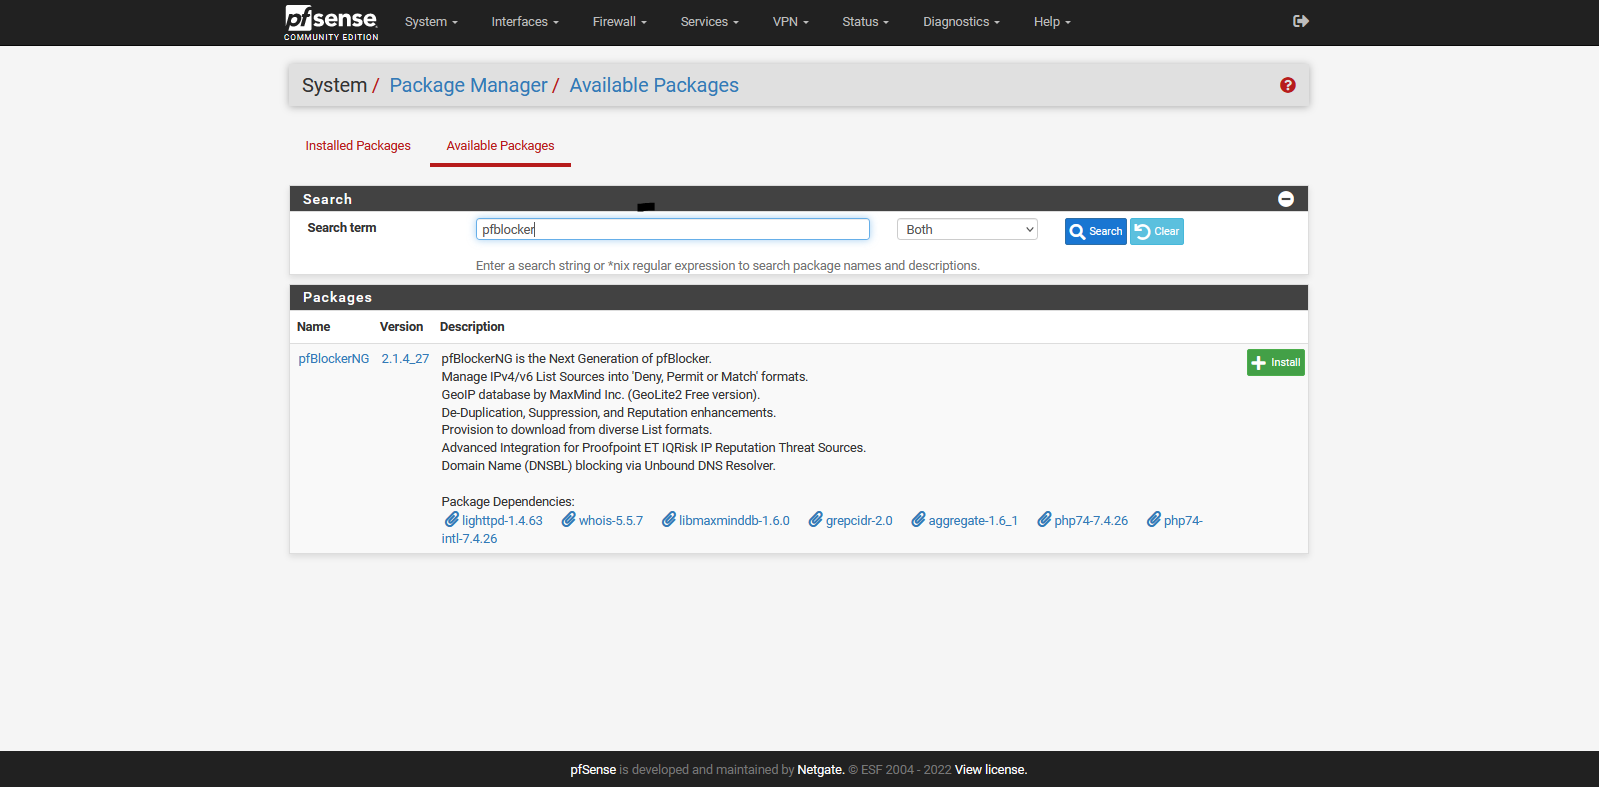 pfsense System Interfaces Firewall Services VPN Status Diagnostics Help
COMMUNITY EDITION
System / Package Manager / Available Packages
Installed Packages Available Packages
Search
Search term pfblocker Both Search Clear
Enter a search string or *nix regular expression to search package names and descriptions.
Packages
Name Version Description
pfBlockerNG 2.1.4_27 pfBlockerNG is the Next Generation of pfBlocker. Install
Manage IPv4/v6 List Sources into 'Deny, Permit or Match' formats.
GeoIP database by MaxMind Inc. (GeoLite2 Free version).
De-Duplication, Suppression, and Reputation enhancements.
Provision to download from diverse List formats.
Advanced Integration for Proofpoint ET IQRisk IP Reputation Threat Sources.
Domain Name (DNSBL) blocking via Unbound DNS Resolver.
Package Dependencies:
lighttpd-1.4.63 whois-5.5.7 libmaxminddb-1.6.0 grepcidr-2.0 aggregate-1.6_1 php74-7.4.26 php74-
intl-7.4.26
pfSense is developed and maintained by Netgate. © ESF 2004 - 2022 View license.